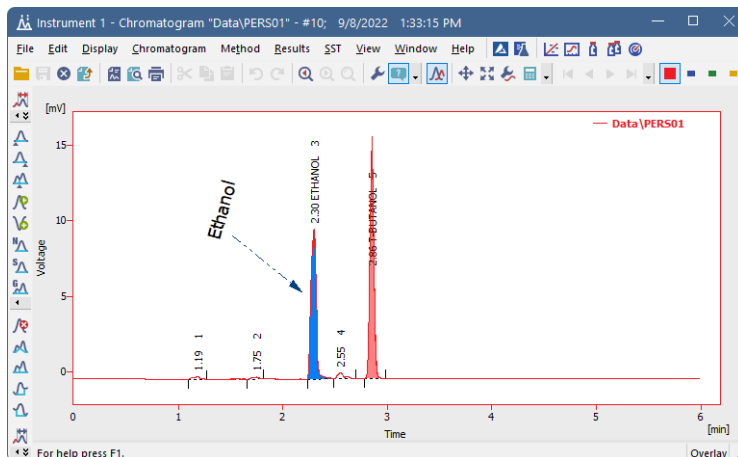 Instrument 1 - Chromatogram "Data\PERS01" - #10;  9/8/2022  1:33:15 PM
File Edit Display Chromatogram Method Results SST View Window Help
[mV]
Data\PERS01
15
10
5
0
Voltage
Ethanol
1.19 1
1.75 2
2.30 ETHANOL 3
2.55 4
2.86 T-BUTANOL 5
0 1 2 3 4 5 6
Time
[min]
For help press F1.
Overlay